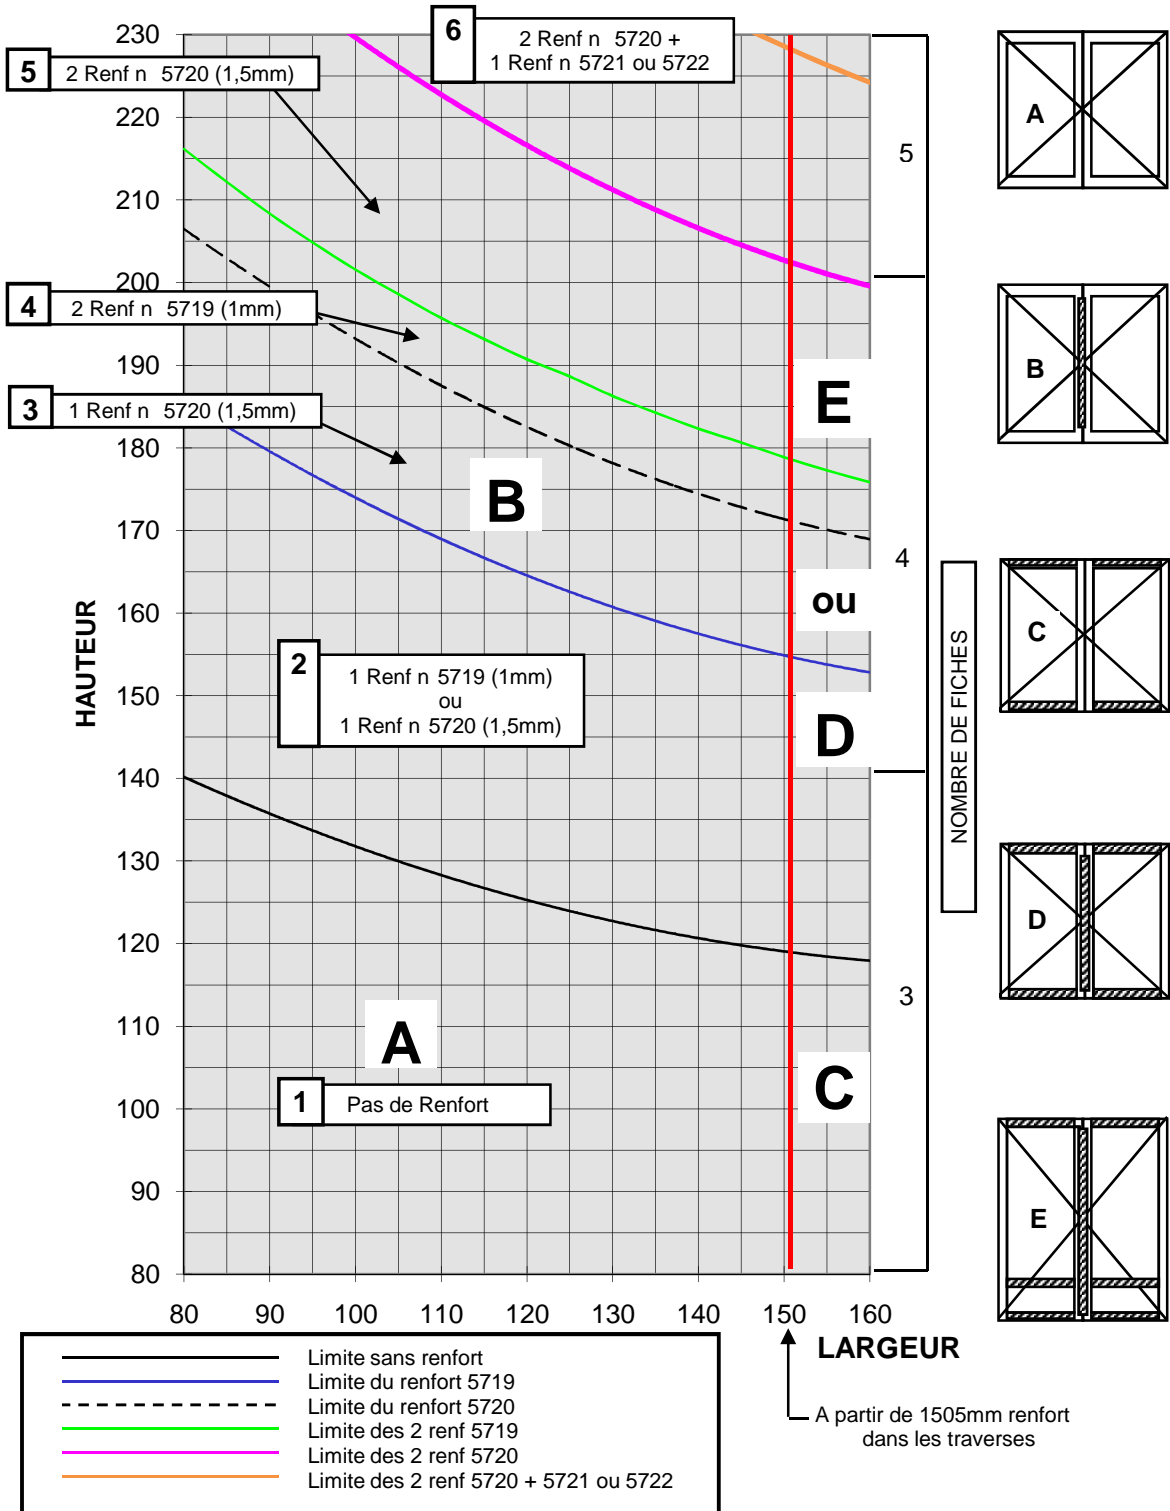 230
220
210
200
190
180
170
160
150
140
130
120
110
100
90
80
HAUTEUR
6
2 Renf n 5720 +
1 Renf n 5721 ou 5722
5
2 Renf n 5720 (1,5mm)
4
2 Renf n 5719 (1mm)
3
1 Renf n 5720 (1,5mm)
B
2
1 Renf n 5719 (1mm)
ou
1 Renf n 5720 (1,5mm)
A
1
Pas de Renfort
E
ou
D
C
5
4
3
NOMBRE DE FICHES
A
B
C
D
E
80 90 100 110 120 130 140 150 160
LARGEUR
A partir de 1505mm renfort
dans les traverses
Limite sans renfort
Limite du renfort 5719
Limite du renfort 5720
Limite des 2 renf 5719
Limite des 2 renf 5720
Limite des 2 renf 5720 + 5721 ou 5722